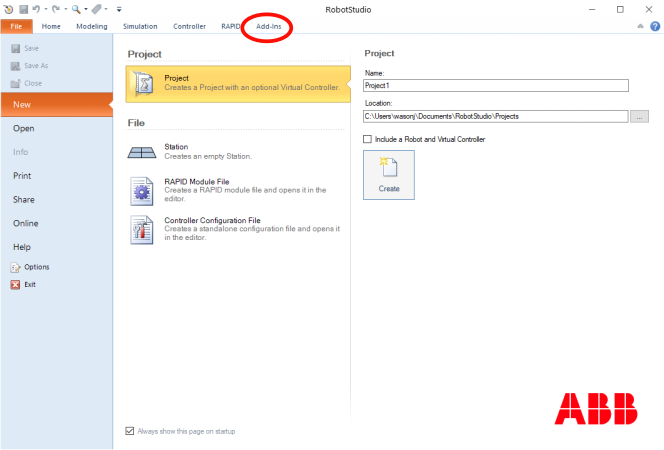 RobotStudio
File Home Modeling Simulation Controller RAPID Add-Ins
Save
Save As
Close
New
Open
Info
Print
Share
Online
Help
Options
Exit
Project
Project
Creates a Project with an optional Virtual Controller.
File
Station
Creates an empty Station.
RAPID Module File
Creates a RAPID module file and opens it in the
editor.
Controller Configuration File
Creates a standalone configuration file and opens it
in the editor.
Always show this page on startup
Project
Name:
Project1
Location:
C:\Users\wasonj\Documents\RobotStudio\Projects
...
Include a Robot and Virtual Controller
Create
ABB